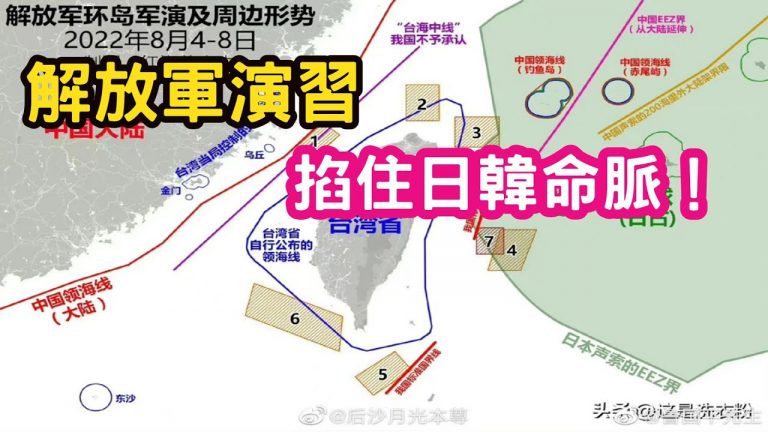 解放军环岛军演及周边形势
2022年8月4-8日
解放軍演習
中国大陆
掐住日韓命脈！
“台海中线”
我国不予承认
中国EEZ界
（从大陆延伸）
中国领海线
（钓鱼岛）
中国领海线
（赤尾屿）
中国声索的200海里外大陆架界限
台湾当局控制的
乌丘
金门
1
2
3
4
5
6
7
台湾省
台湾省
自行公布的
领海线
中国领海线
（大陆）
我国标准国界线
日本声索的EEZ界
东沙
@后沙月光本尊
头条@这是洗衣粉